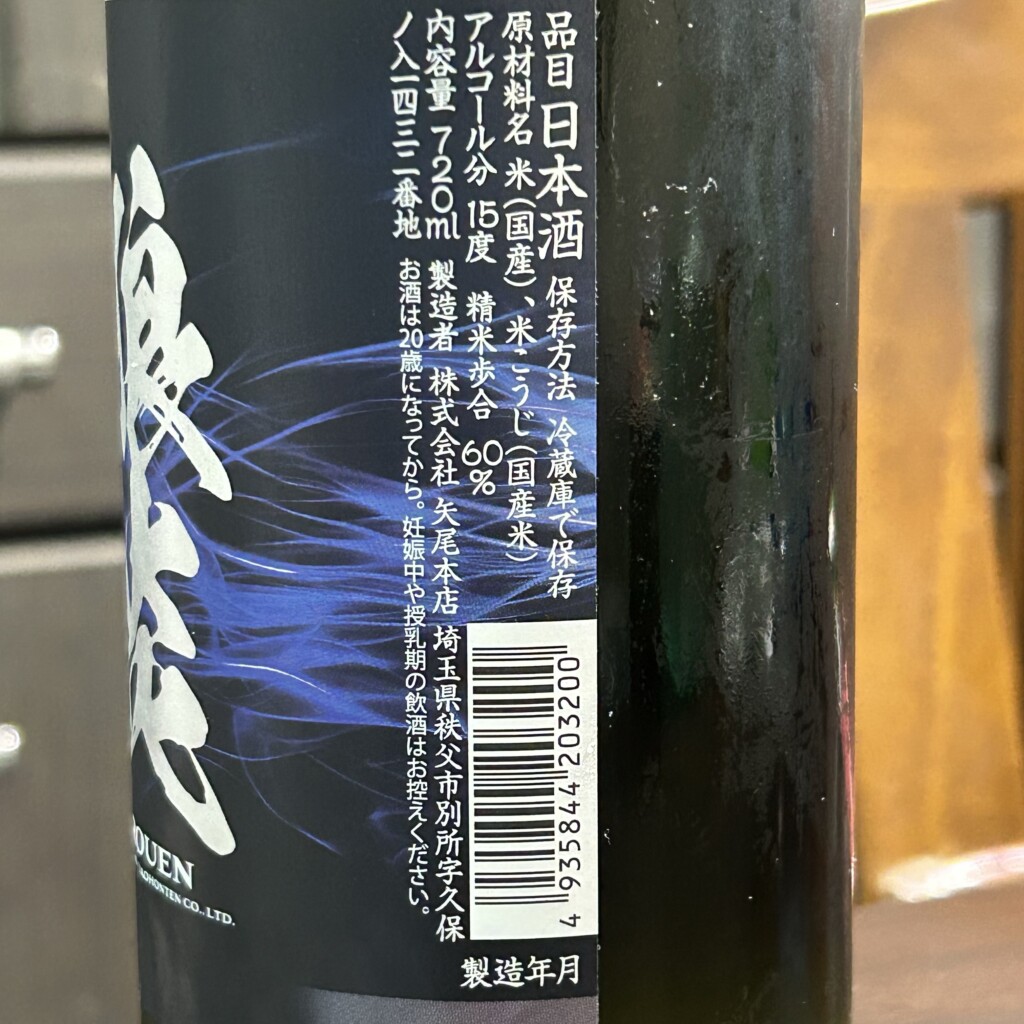 品目 日本酒 保存方法 冷蔵庫で保存
原材料名 米(国産)、米こうじ(国産米)
アルコール分 15度 精米歩合 60%
内容量 720ml 製造者 株式会社 矢尾本店 埼玉県秩父市別所字久保
ノ入一四三二番地
お酒は20歳になってから。妊娠中や授乳期の飲酒はお控えください。
4 935844 203200
製造年月
CO., LTD.